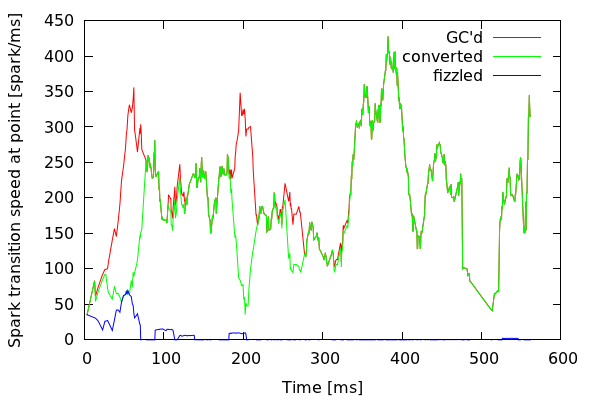 Spark transition speed at point [spark/ms]
450
400
350
300
250
200
150
100
50
0
GC'd
converted
fizzled
0 100 200 300 400 500 600
Time [ms]